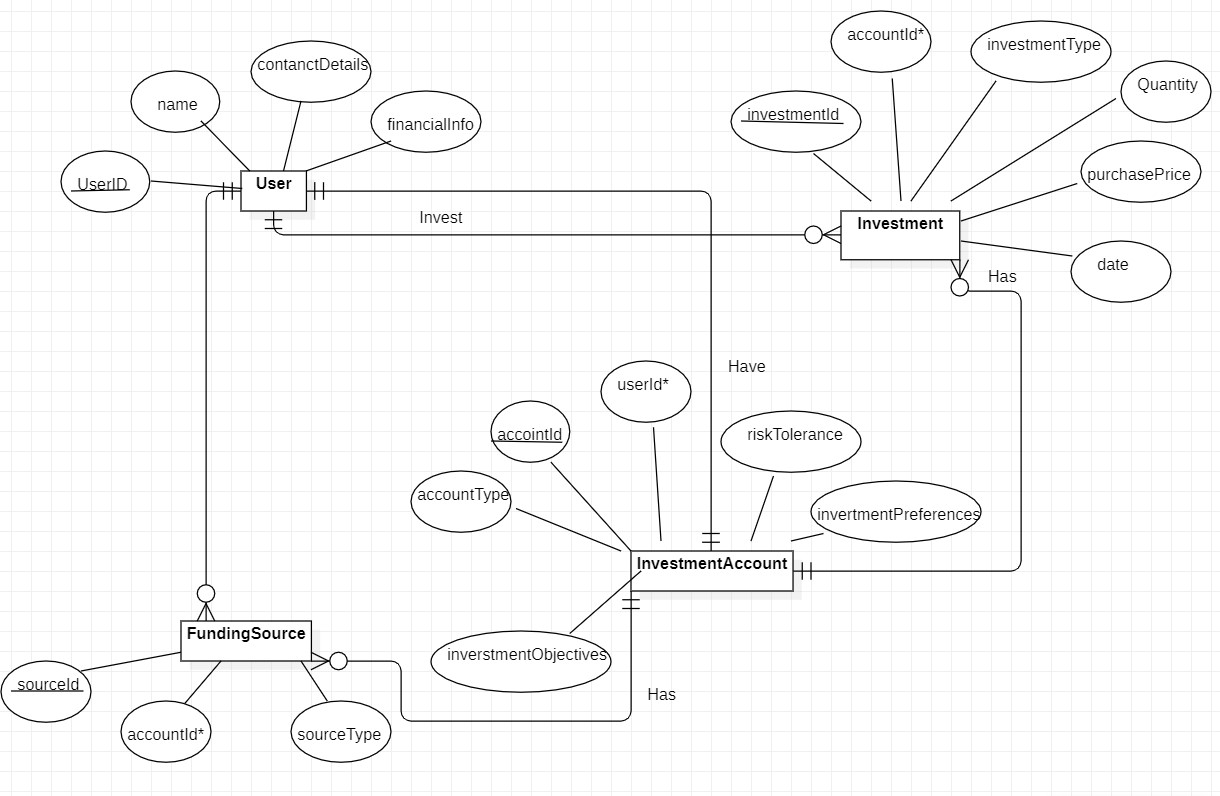 accountId*
investmentType
contanctDetails
Quantity
name
investmentId
financialInfo
purchasePrice
UserID
User
Invest
Investment
date
Has
Have
userId*
accointId
riskTolerance
accountType
invertmentPreferences
InvestmentAccount
FundingSource
inverstmentObjectives
sourceId
Has
accountId*
sourceType